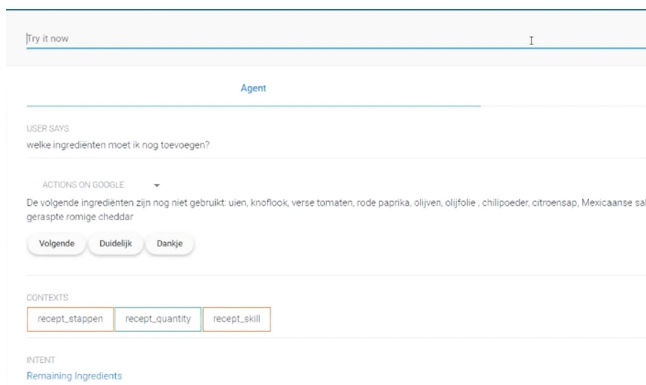 Try it now
Agent
USER SAYS
welke ingrediënten moet ik nog toevoegen?
ACTIONS ON GOOGLE
De volgende ingrediënten zijn nog niet gebruikt: uien, knoflook, verse tomaten, rode paprika, olijven, olijfolie , chilipoeder, citroensap, Mexicaanse
geraspte romige cheddar
Volgende Duidelijk Dankje
CONTEXTS
recept_stappen recept_quantity recept_skill
INTENT
Remaining Ingredients